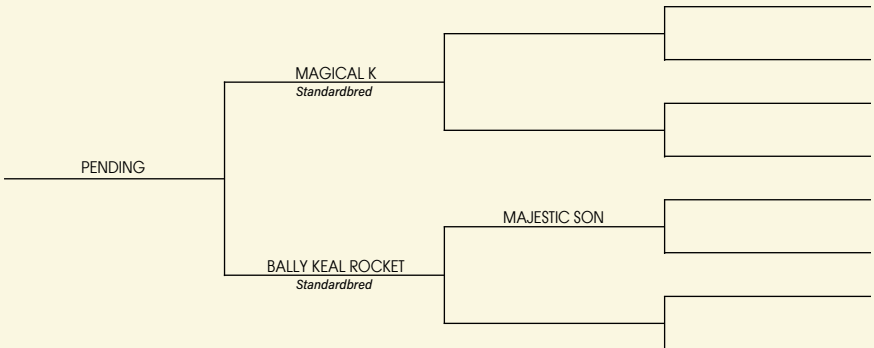 MAGICAL K
Standardbred
PENDING
MAJESTIC SON
BALLY KEAL ROCKET
Standardbred